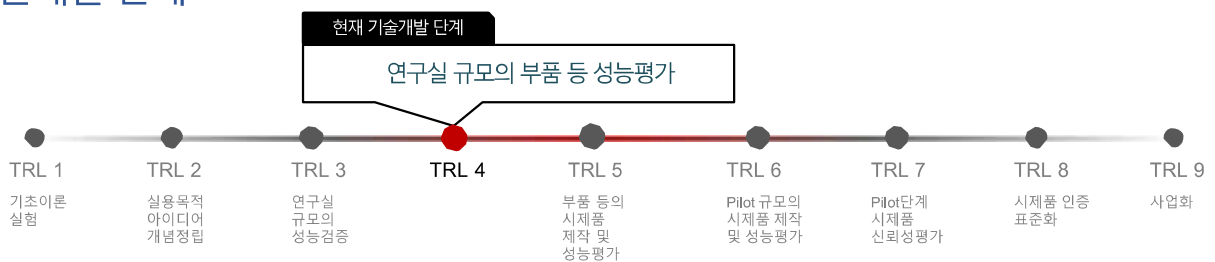 현재 기술개발 단계
연구실 규모의 부품 등 성능평가
TRL 1
TRL 2
TRL 3
TRL 4
TRL 5
TRL 6
TRL 7
TRL 8
TRL 9
기초이론
실험
실용목적
아이디어
개념정립
연구실
규모의
성능검증
부품 등의
시제품
제작 및
성능평가
Pilot 규모의
시제품 제작
및 성능평가
Pilot단계
시제품
신뢰성평가
시제품 인증
표준화
사업화